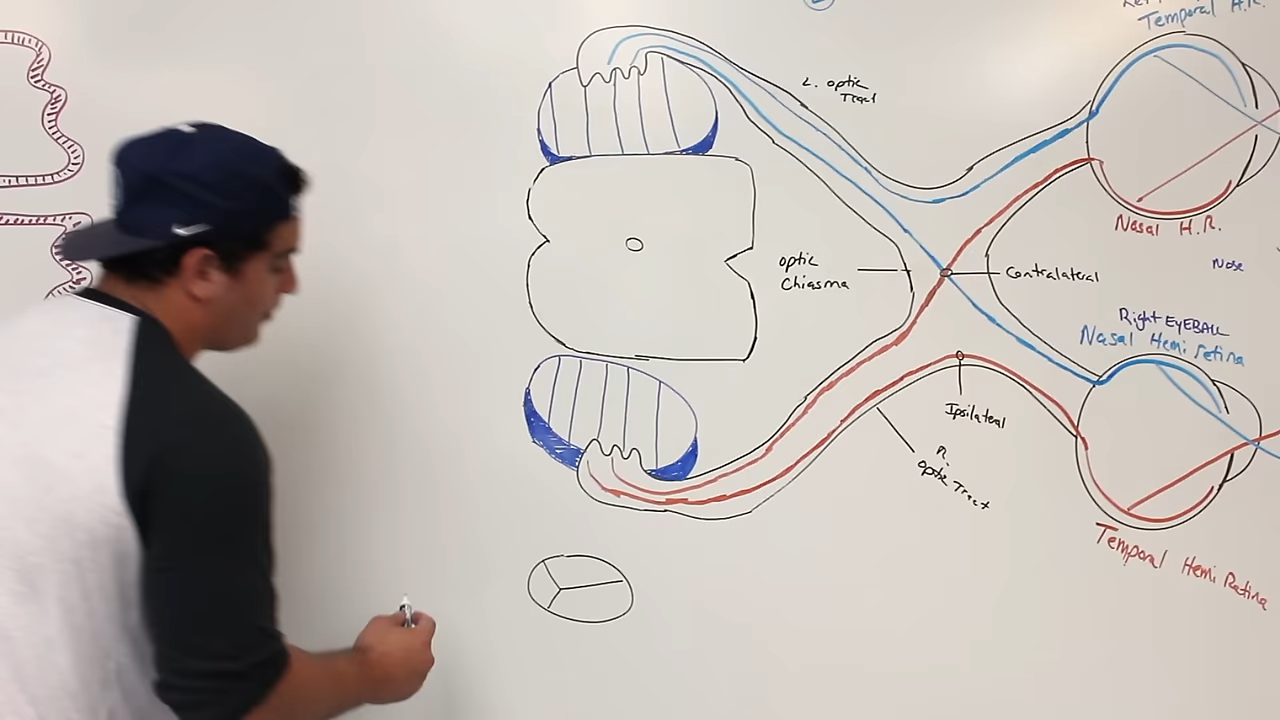 Temporal H.R.
L. optic
Tract
Nasal H.R.
optic
Chiasma
Contralateral
Nose
Right EYEBALL
Nasal Hemi retina
Ipsilateral
R.
optic Tract
Temporal Hemi Retina